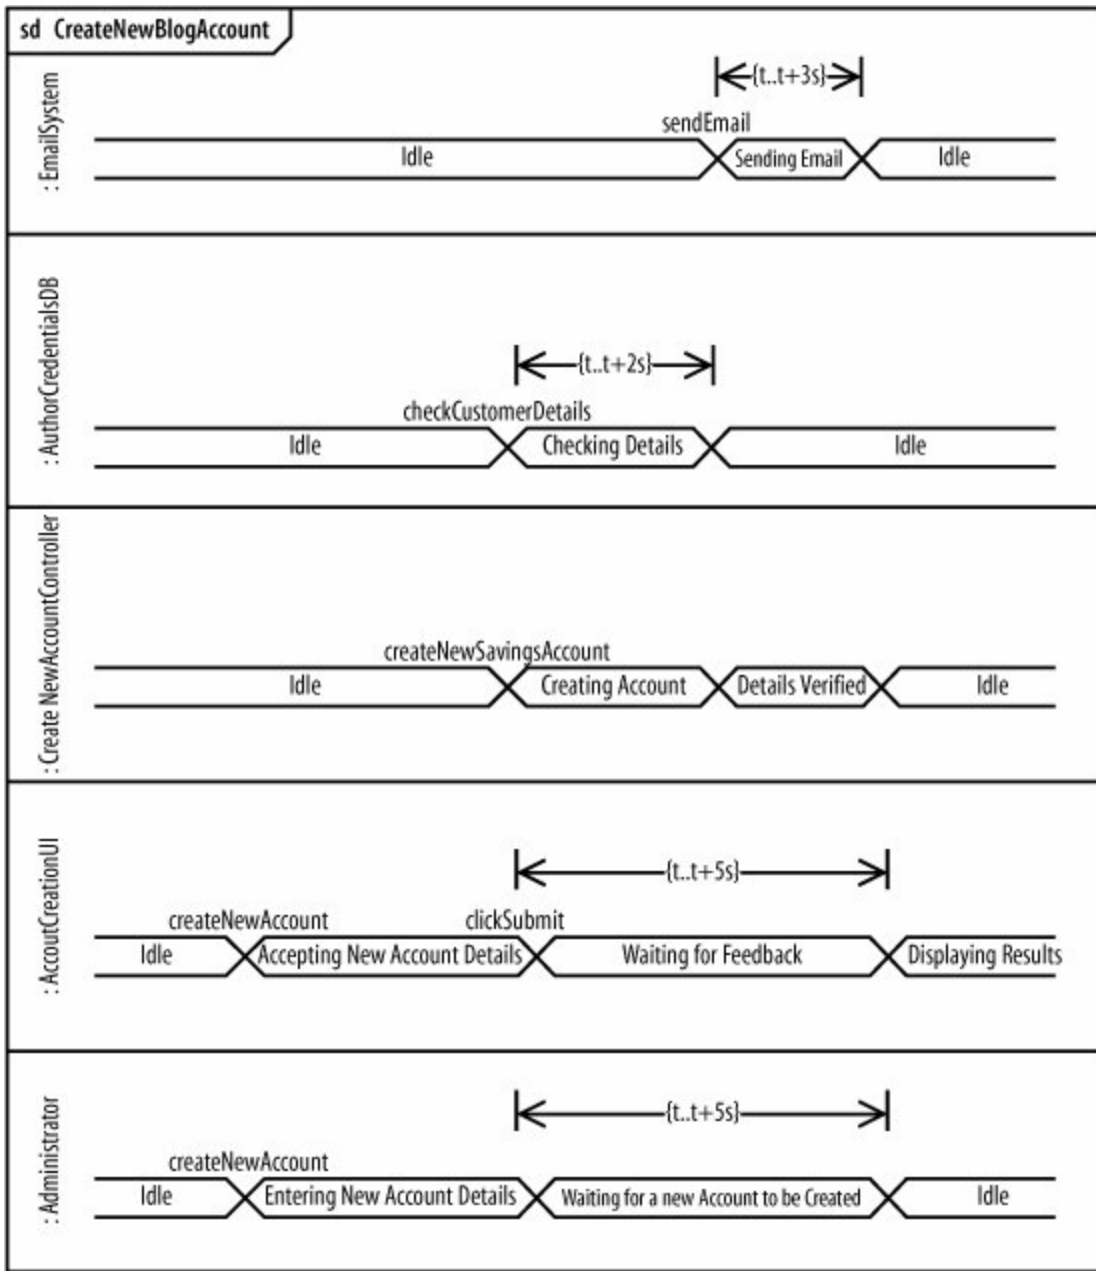 sd CreateNewBlogAccount
: EmailSystem
{t..t+3s}
sendEmail
Idle
Sending Email
Idle
: AuthorCredentialsDB
{t..t+2s}
checkCustomerDetails
Idle
Checking Details
Idle
: Create NewAccountController
createNewSavingsAccount
Idle
Creating Account
Details Verified
Idle
: AccoutCreationUI
{t..t+5s}
createNewAccount
clickSubmit
Idle
Accepting New Account Details
Waiting for Feedback
Displaying Results
: Administrator
{t..t+5s}
createNewAccount
Idle
Entering New Account Details
Waiting for a new Account to be Created
Idle